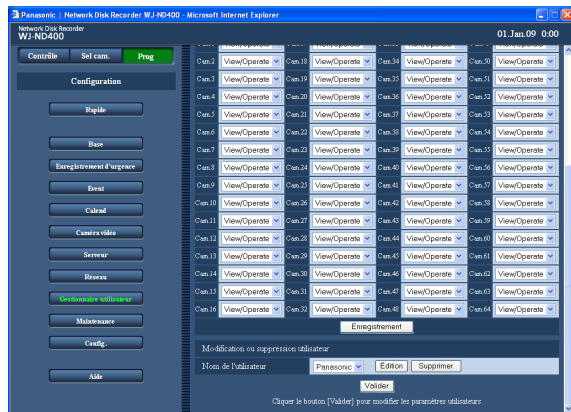 Panasonic | Network Disk Recorder WJ-ND400 - Microsoft Internet Explorer
Network Disk Recorder
WJ-ND400
01.Jan.09 0:00
Contrôle Sel cam. Prog
Configuration
Rapide
Base
Enregistrement d'urgence
Event
Calend
Caméra vidéo
Serveur
Réseau
Gestionnaire utilisateur
Maintenance
Config.
Aide
Cam.2 View/Operate Cam.18 View/Operate Cam.34 View/Operate Cam.50 View/Operate
Cam.3 View/Operate Cam.19 View/Operate Cam.35 View/Operate Cam.51 View/Operate
Cam.4 View/Operate Cam.20 View/Operate Cam.36 View/Operate Cam.52 View/Operate
Cam.5 View/Operate Cam.21 View/Operate Cam.37 View/Operate Cam.53 View/Operate
Cam.6 View/Operate Cam.22 View/Operate Cam.38 View/Operate Cam.54 View/Operate
Cam.7 View/Operate Cam.23 View/Operate Cam.39 View/Operate Cam.55 View/Operate
Cam.8 View/Operate Cam.24 View/Operate Cam.40 View/Operate Cam.56 View/Operate
Cam.9 View/Operate Cam.25 View/Operate Cam.41 View/Operate Cam.57 View/Operate
Cam.10 View/Operate Cam.26 View/Operate Cam.42 View/Operate Cam.58 View/Operate
Cam.11 View/Operate Cam.27 View/Operate Cam.43 View/Operate Cam.59 View/Operate
Cam.12 View/Operate Cam.28 View/Operate Cam.44 View/Operate Cam.60 View/Operate
Cam.13 View/Operate Cam.29 View/Operate Cam.45 View/Operate Cam.61 View/Operate
Cam.14 View/Operate Cam.30 View/Operate Cam.46 View/Operate Cam.62 View/Operate
Cam.15 View/Operate Cam.31 View/Operate Cam.47 View/Operate Cam.63 View/Operate
Cam.16 View/Operate Cam.32 View/Operate Cam.48 View/Operate Cam.64 View/Operate
Enregistrement
Modification ou suppression utilisateur
Nom de l'utilisateur Panasonic Édition Supprimer
Valider
Cliquer le bouton [Valider] pour modifier les paramètres utilisateurs